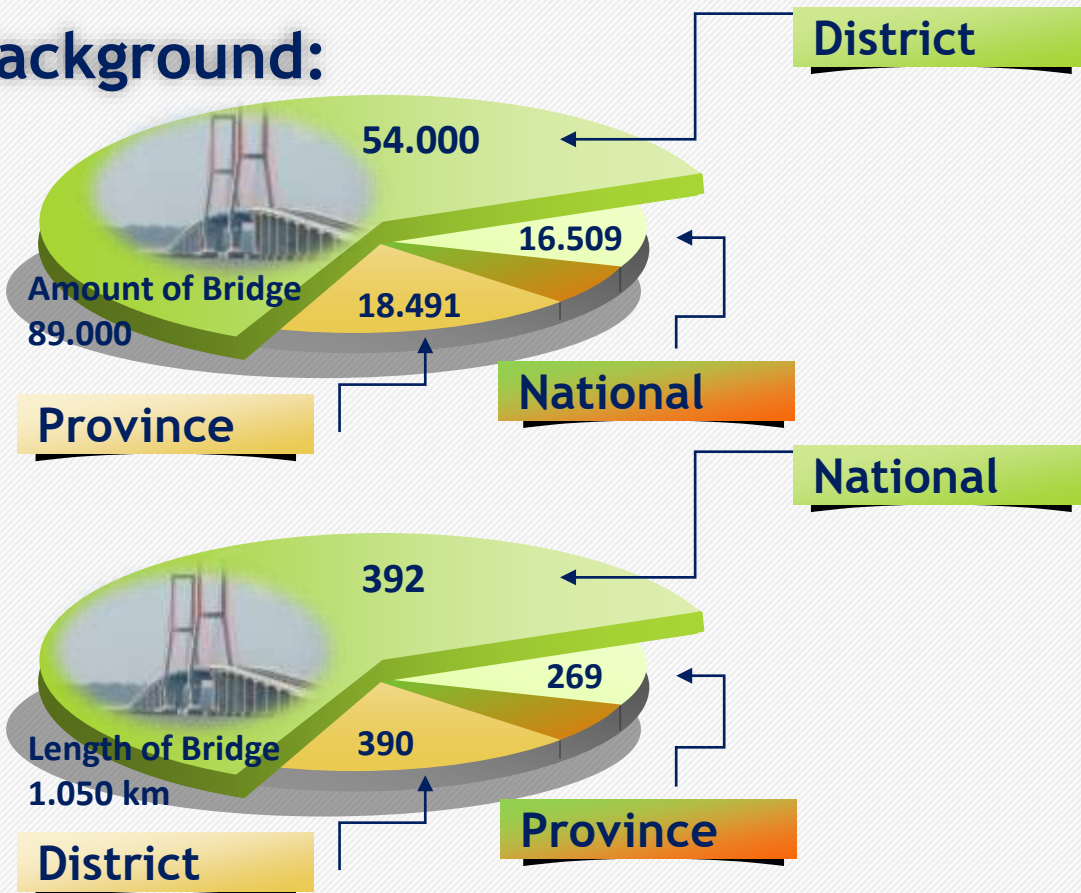 ackground:
District
54.000
16.509
Amount of Bridge
89.000
18.491
National
Province
National
392
269
Length of Bridge
1.050 km
390
Province
District